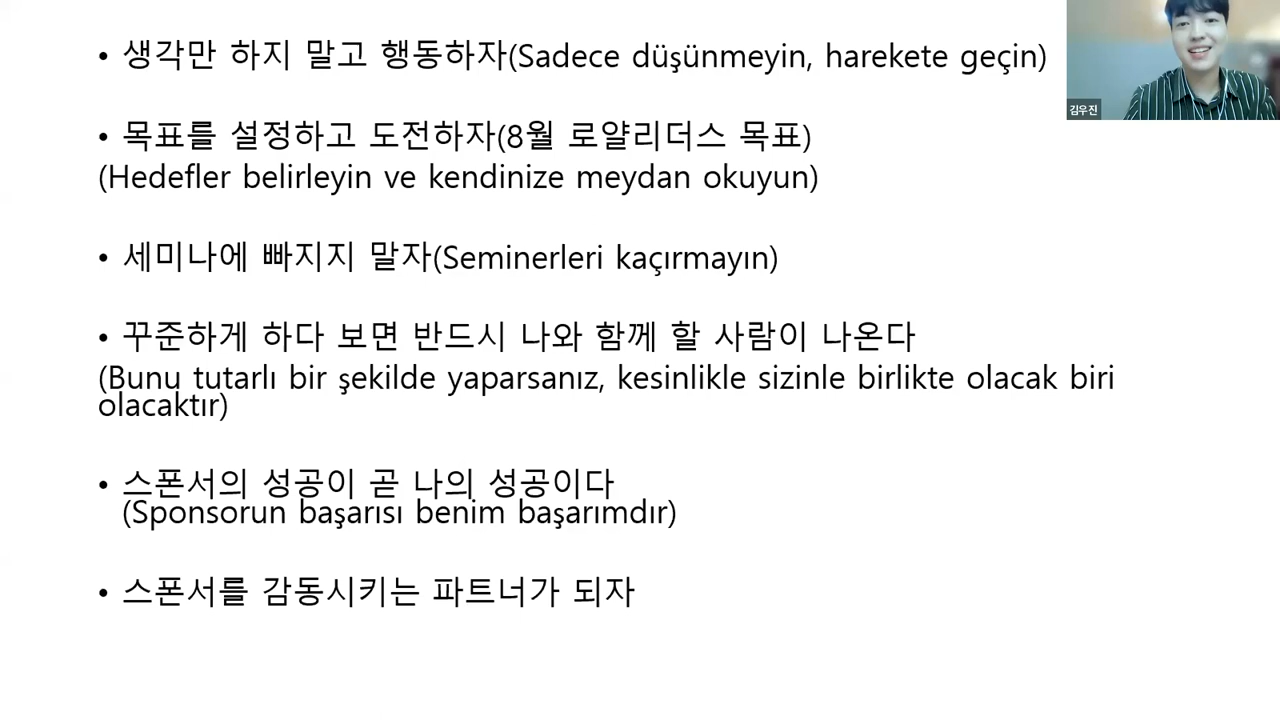 • 생각만 하지 말고 행동하자(Sadece düşünmeyin, harekete geçin)
김우진
• 목표를 설정하고 도전하자(8월 로얄리더스 목표)
(Hedefler belirleyin ve kendinize meydan okuyun)
• 세미나에 빠지지 말자(Seminerleri kaçırmayın)
• 꾸준하게 하다 보면 반드시 나와 함께 할 사람이 나온다
(Bunu tutarlı bir şekilde yaparsanız, kesinlikle sizinle birlikte olacak biri
olacaktır)
• 스폰서의 성공이 곧 나의 성공이다
(Sponsorun başarısı benim başarımdır)
• 스폰서를 감동시키는 파트너가 되자